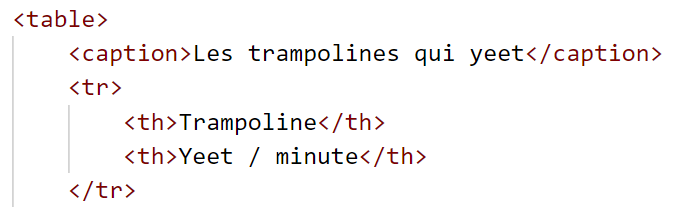 <table>
<caption>Les trampolines qui yeet</caption>
<tr>
<th>Trampoline</th>
<th>Yeet / minute</th>
</tr>